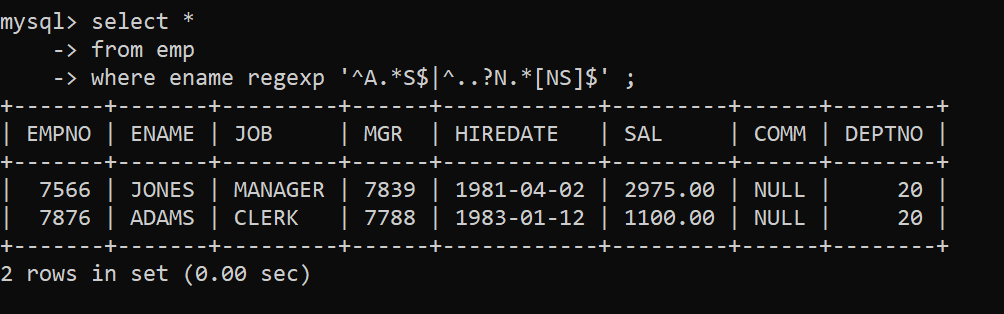 mysql> select *
    -> from emp
    -> where ename regexp '^A.*S$|^..?N.*[NS]$' ;
+-------+-------+---------+------+------------+---------+------+--------+
| EMPNO | ENAME | JOB     | MGR  | HIREDATE   | SAL     | COMM | DEPTNO |
+-------+-------+---------+------+------------+---------+------+--------+
|  7566 | JONES | MANAGER | 7839 | 1981-04-02 | 2975.00 | NULL |     20 |
|  7876 | ADAMS | CLERK   | 7788 | 1983-01-12 | 1100.00 | NULL |     20 |
+-------+-------+---------+------+------------+---------+------+--------+
2 rows in set (0.00 sec)